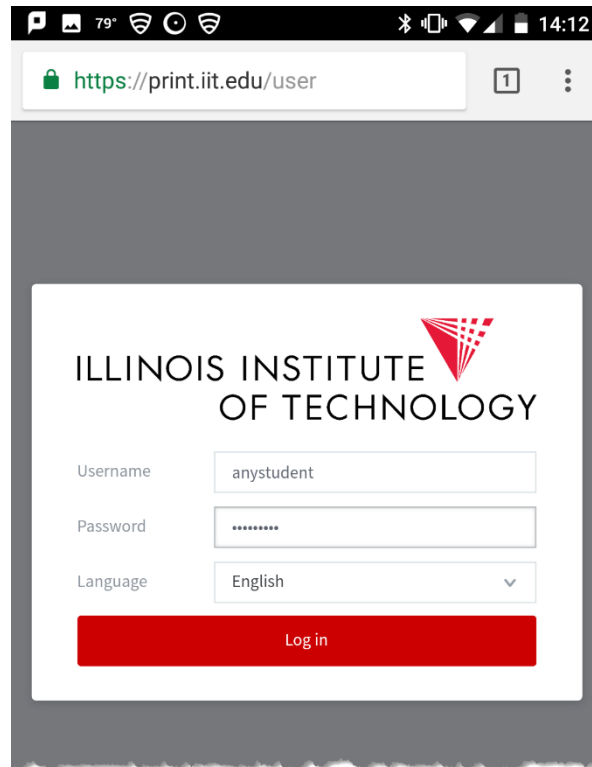 79° 14:12
https://print.iit.edu/user 1
ILLINOIS INSTITUTE
OF TECHNOLOGY
Username anystudent
Password •••••••••
Language English
Log in